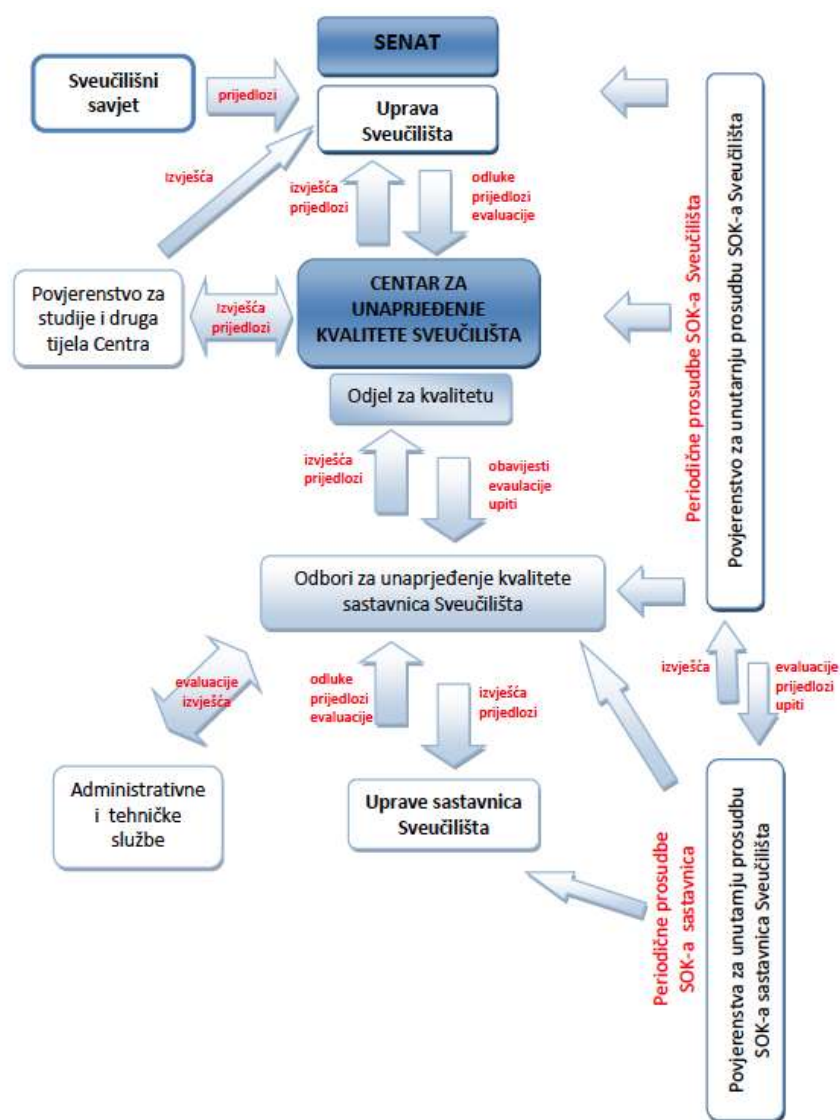 SENAT
Sveučilišni
savjet
prijedlozi
Uprava
Sveučilišta
Izvješća
izvješća
prijedlozi
odluke
prijedlozi
evaluacije
Povjerenstvo za
studije i druga
tijela Centra
Izvješća
prijedlozi
CENTAR ZA
UNAPRJEĐENJE
KVALITETE SVEUČILIŠTA
Odjel za kvalitetu
Periodične prosudbe SOK-a Sveučilišta
Povjerenstvo za unutarnju prosudbu SOK-a Sveučilišta
izvješća
prijedlozi
obavijesti
evaulacije
upiti
Odbori za unaprjeđenje kvalitete
sastavnica Sveučilišta
evaluacije
izvješća
odluke
prijedlozi
evaluacije
izvješća
prijedlozi
izvješća
evaluacije
prijedlozi
upiti
Administrativne
i tehničke
službe
Uprave sastavnica
Sveučilišta
Periodične prosudbe
SOK-a sastavnica
Povjerenstva za unutarnju prosudbu
SOK-a sastavnica Sveučilišta